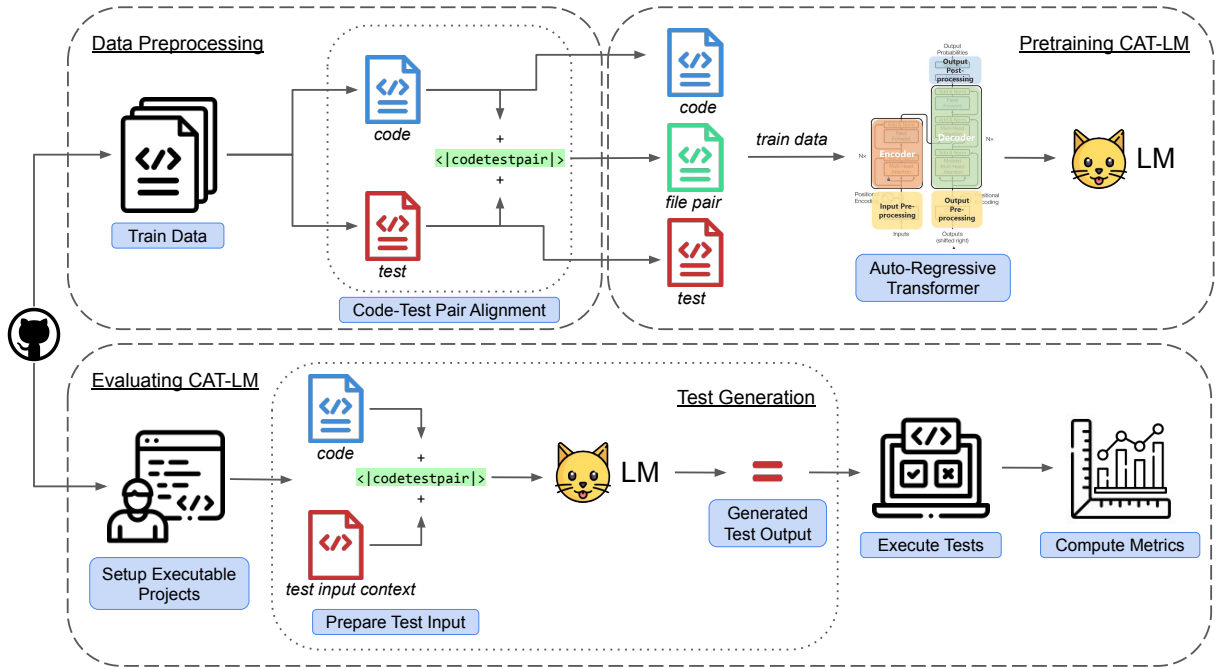 Data Preprocessing
Train Data
code
+
<|codetestpair|>
+
test
Code-Test Pair Alignment
Pretraining CAT-LM
code
file pair
test
train data
Output
Probabilities
Output
Post-
processing
Encoder
Decoder
N×
N×
Input Pre-
processing
Output
Pre-
processing
Inputs
Outputs
(shifted right)
Auto-Regressive
Transformer
LM
Evaluating CAT-LM
Setup Executable
Projects
code
+
<|codetestpair|>
+
test input context
Prepare Test Input
Test Generation
LM
Generated
Test Output
Execute Tests
Compute Metrics